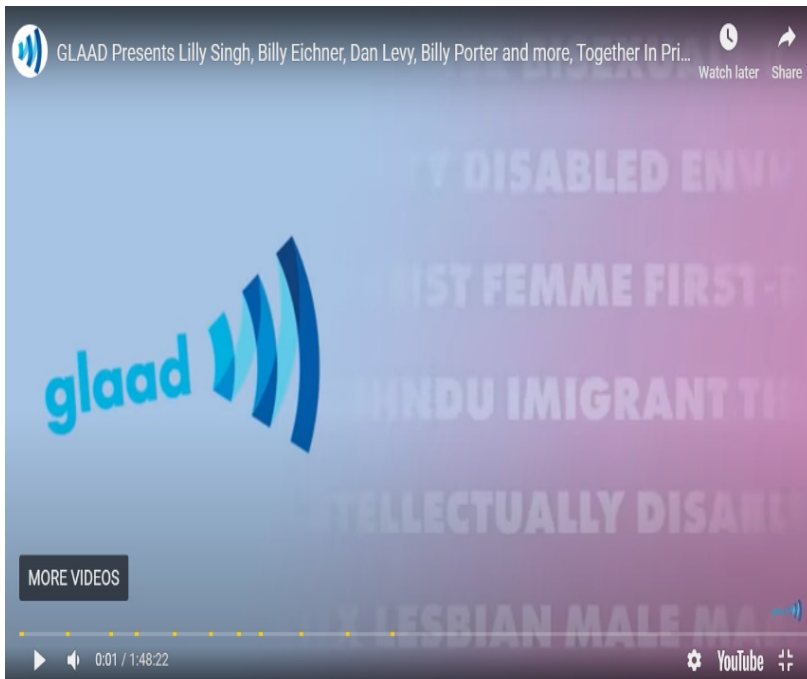 GLAAD Presents Lilly Singh, Billy Eichner, Dan Levy, Billy Porter and more, Together In Pri...
Watch later Share
DISABLED
FEMME FIRST-
IMIGRANT
glaad
MORE VIDEOS
LESBIAN MALE
0:01 / 1:48:22
YouTube